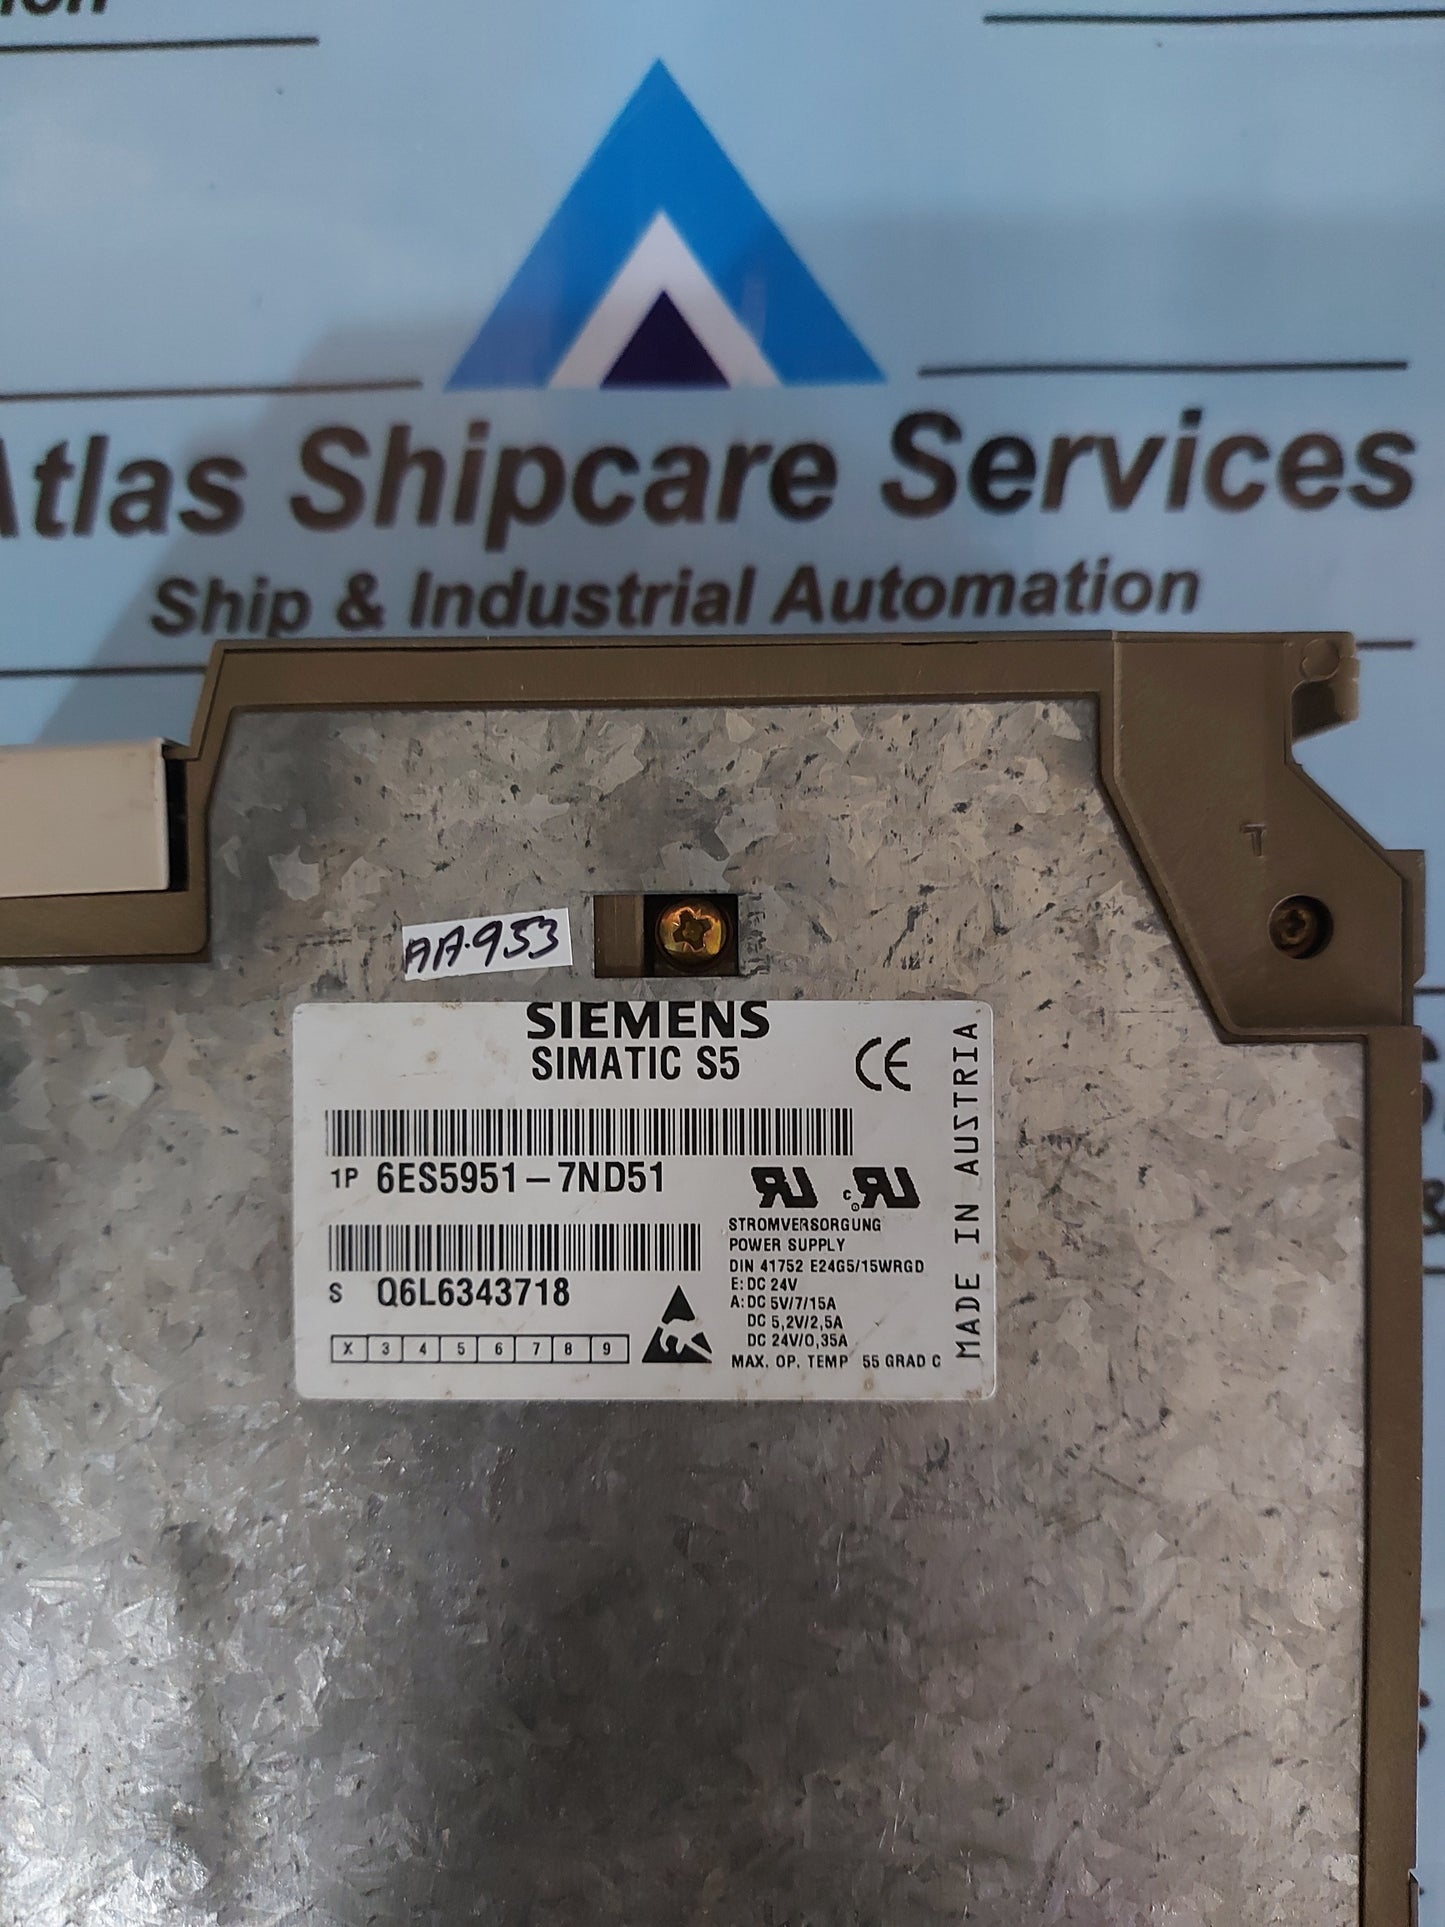 Atlas Shipcare Services
Ship & Industrial Automation
T
AA-953
SIEMENS
SIMATIC S5
CE
1P 6ES5951-7ND51
S Q6L6343718
X 3 4 5 6 7 8 9
STROMVERSORGUNG
POWER SUPPLY
DIN 41752 E24G5/15WRGD
E: DC 24V
A: DC 5V/7/15A
DC 5,2V/2,5A
DC 24V/0,35A
MAX. OP. TEMP 55 GRAD C
MADE IN AUSTRIA